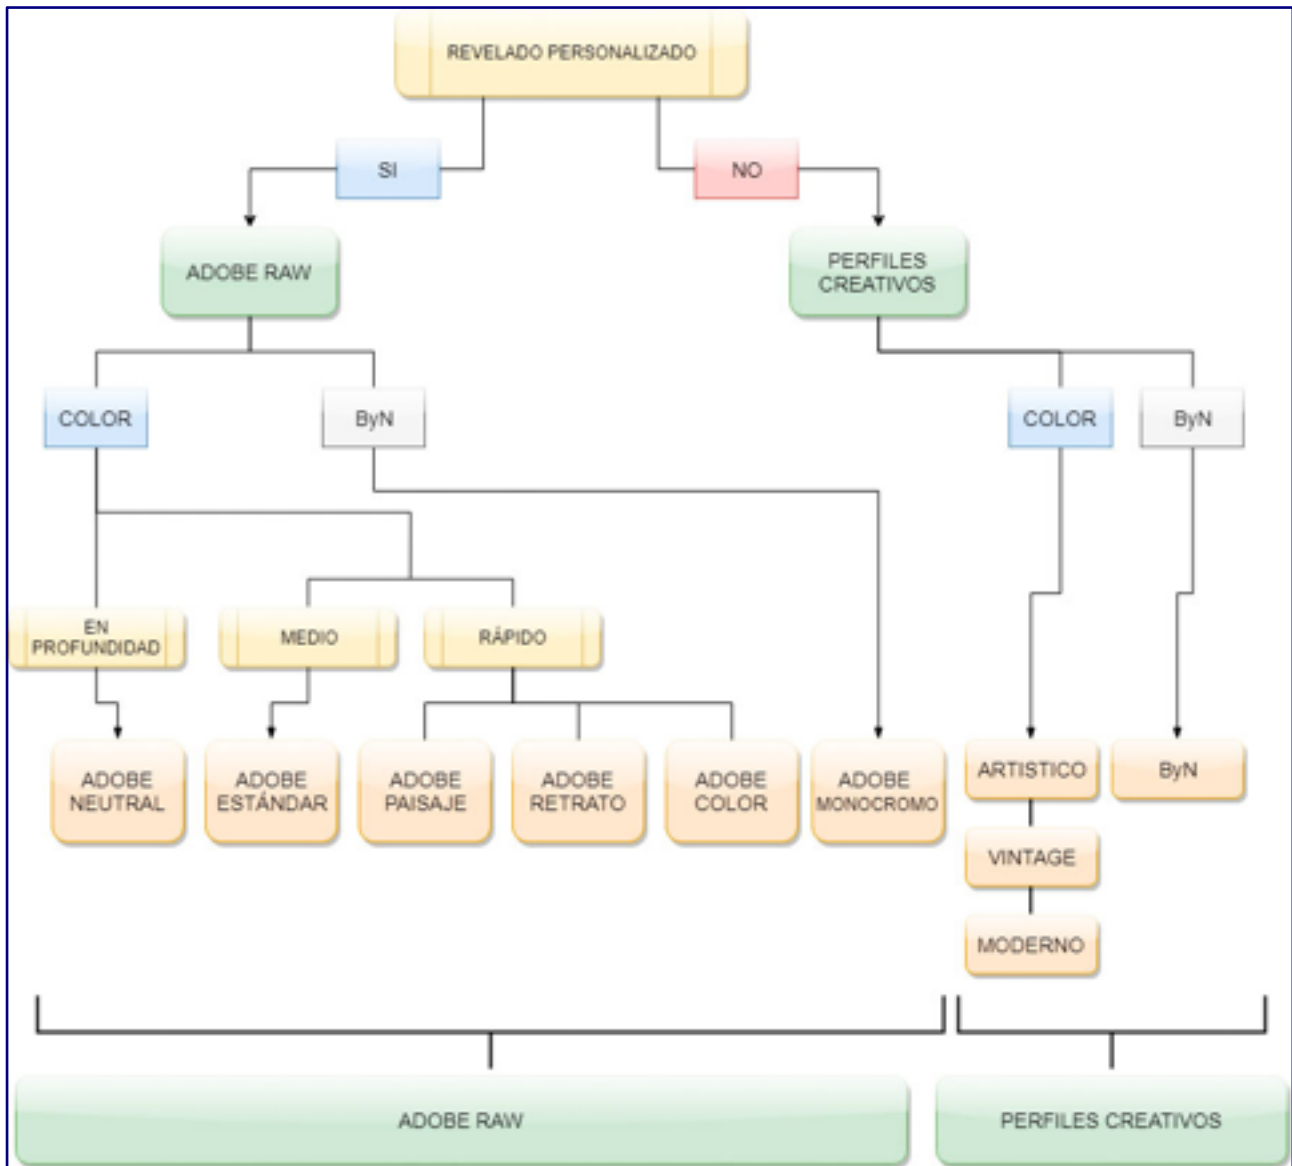 REVELADO PERSONALIZADO
SI
NO
ADOBE RAW
PERFILES
CREATIVOS
COLOR
ByN
COLOR
ByN
EN
PROFUNDIDAD
MEDIO
RÁPIDO
ADOBE
NEUTRAL
ADOBE
ESTÁNDAR
ADOBE
PAISAJE
ADOBE
RETRATO
ADOBE
COLOR
ADOBE
MONOCROMO
ARTISTICO
ByN
VINTAGE
MODERNO
ADOBE RAW
PERFILES CREATIVOS